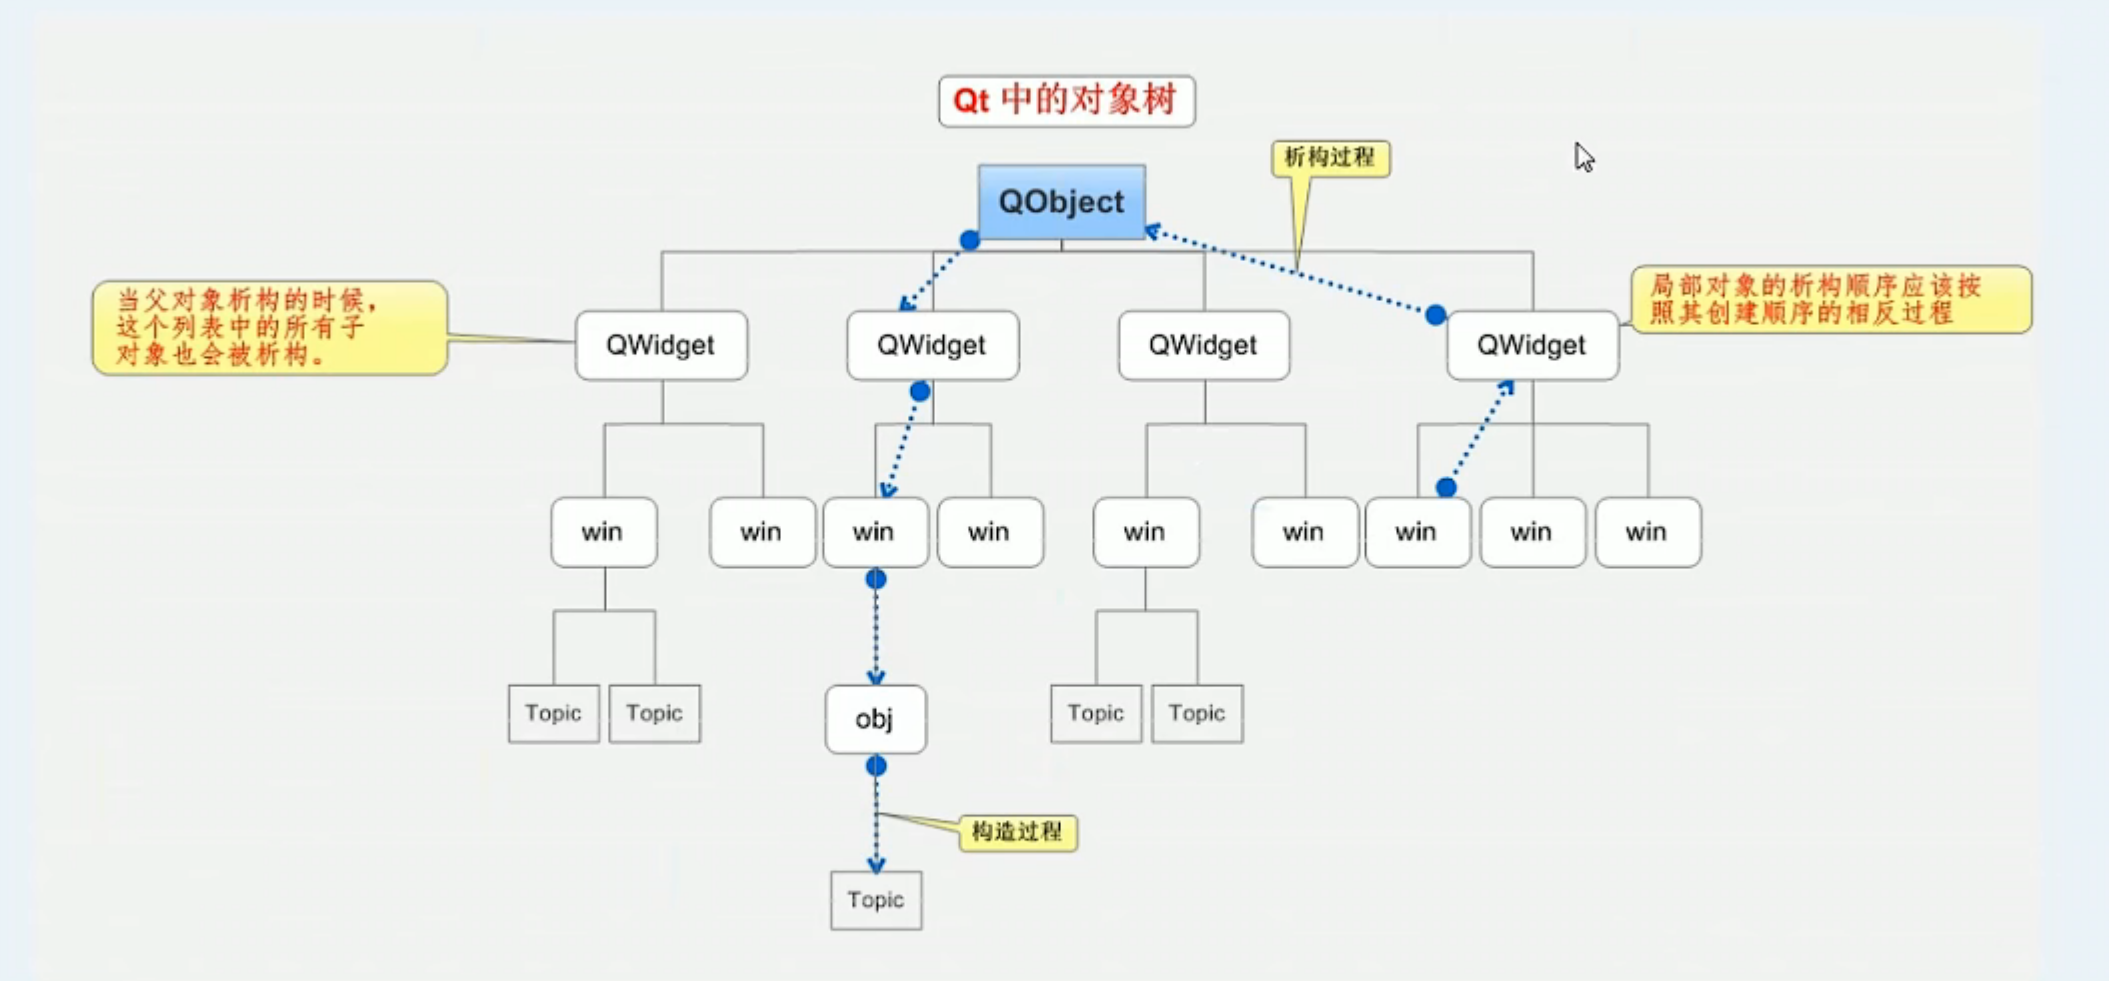 Qt 中的对象树
析构过程
QObject
当父对象析构的时候，
这个列表中的所有子
对象也会被析构。
局部对象的析构顺序应该按
照其创建顺序的相反过程
QWidget
QWidget
QWidget
QWidget
win
win
win
win
win
win
win
win
win
Topic
Topic
obj
Topic
Topic
构造过程
Topic